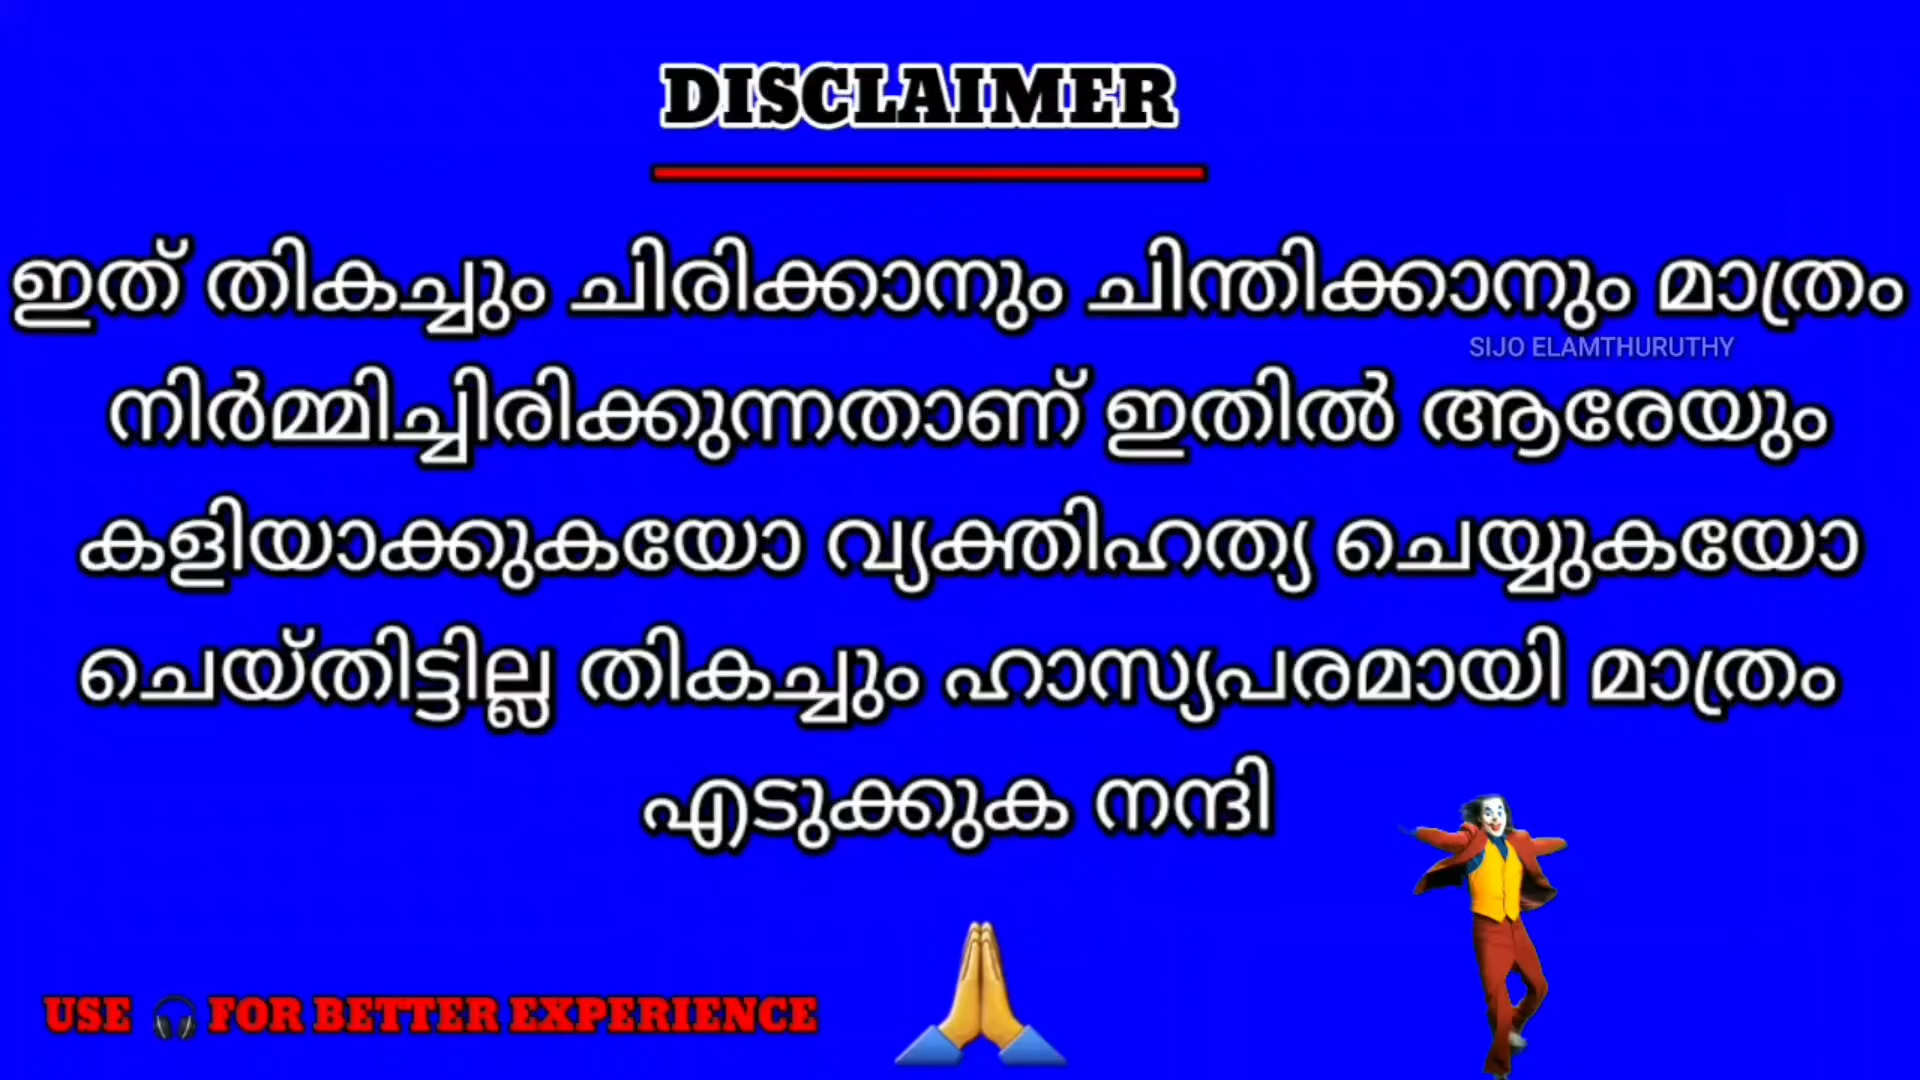 DISCLAIMER
ഇത് തികച്ചും ചിരിക്കാനും ചിന്തിക്കാനും മാത്രം
SIJO ELAMTHURUTHY
നിർമ്മിച്ചിരിക്കുന്നതാണ് ഇതിൽ ആരേയും
കളിയാക്കുകയോ വ്യക്തിഹത്യ ചെയ്യുകയോ
ചെയ്തിട്ടില്ല തികച്ചും ഹാസ്യപരമായി മാത്രം
എടുക്കുക നന്ദി
USE 🎧 FOR BETTER EXPERIENCE